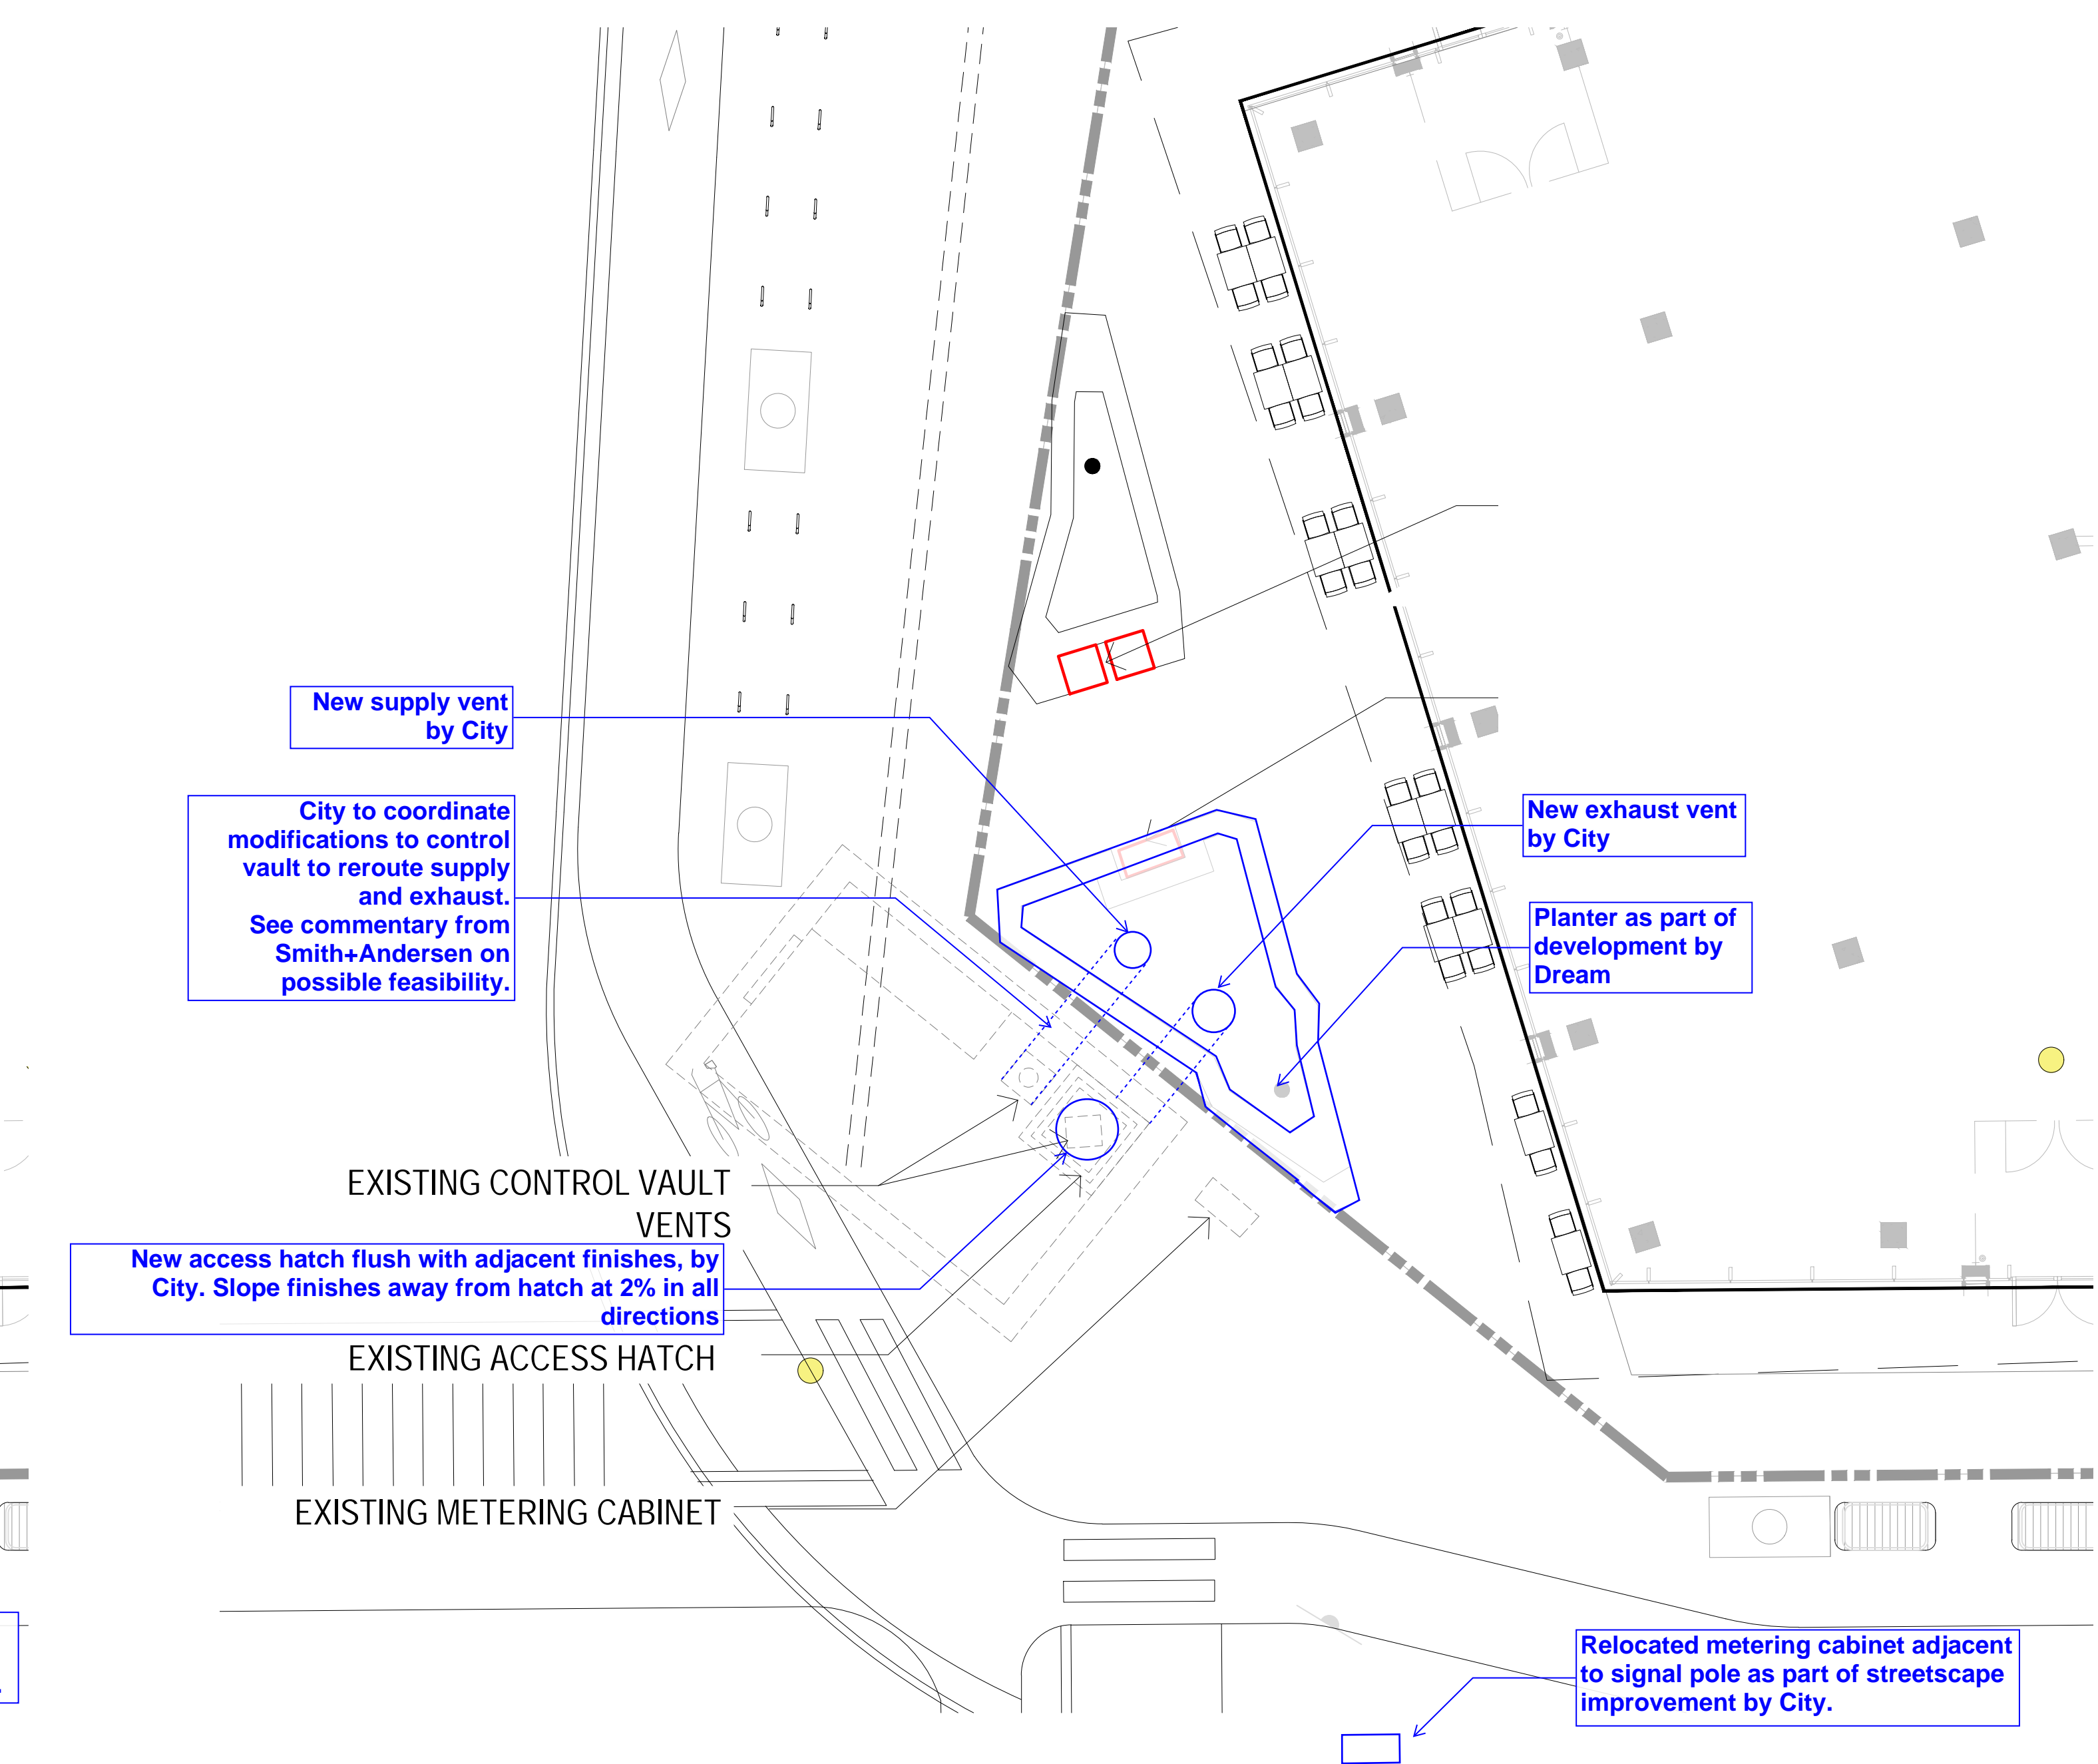 New supply vent
by City
City to coordinate
modifications to control
vault to reroute supply
and exhaust.
See commentary from
Smith+Andersen on
possible feasibility.
New exhaust vent
by City
Planter as part of
development by
Dream
EXISTING CONTROL VAULT
VENTS
New access hatch flush with adjacent finishes, by
City. Slope finishes away from hatch at 2% in all
directions
EXISTING ACCESS HATCH
EXISTING METERING CABINET
Relocated metering cabinet adjacent
to signal pole as part of streetscape
improvement by City.